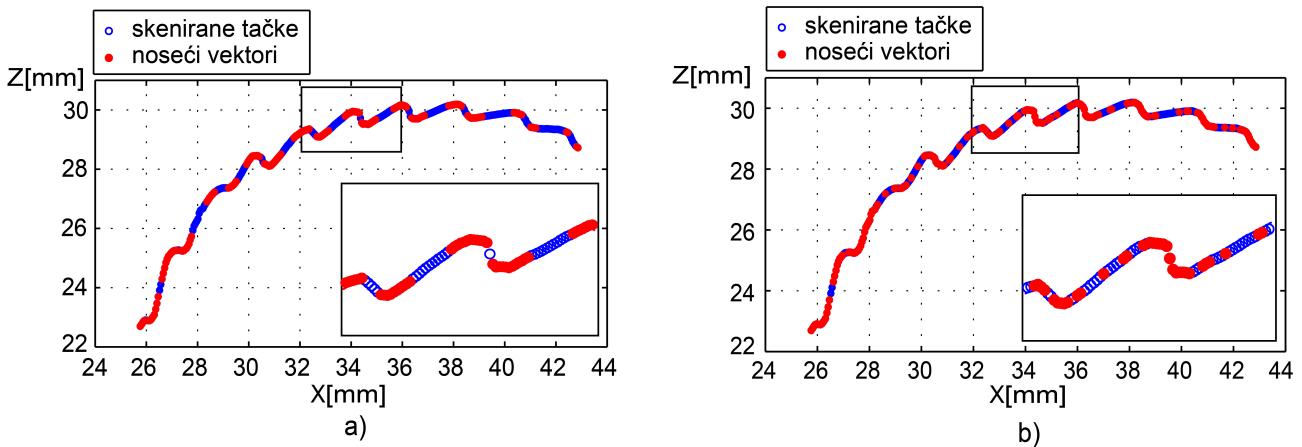 skenirane tačke
noseći vektori
Z[mm]
30
28
26
24
22
24 26 28 30 32 34 36 38 40 42 44
X[mm]
a)
skenirane tačke
noseći vektori
Z[mm]
30
28
26
24
22
24 26 28 30 32 34 36 38 40 42 44
X[mm]
b)